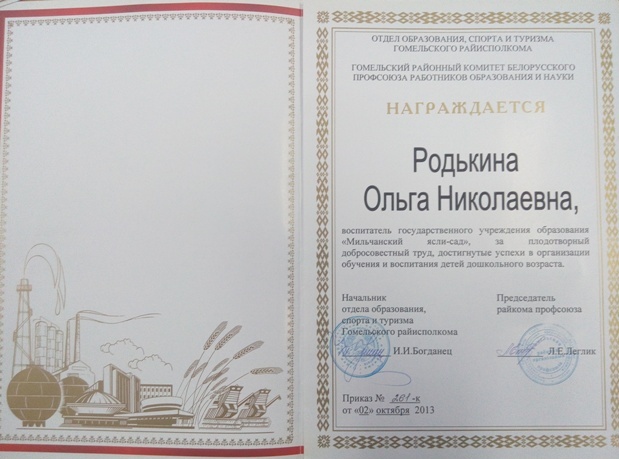 ОТДЕЛ ОБРАЗОВАНИЯ, СПОРТА И ТУРИЗМА
ГОМЕЛЬСКОГО РАЙИСПОЛКОМА
ГОМЕЛЬСКИЙ РАЙОННЫЙ КОМИТЕТ БЕЛОРУССКОГО
ПРОФСОЮЗА РАБОТНИКОВ ОБРАЗОВАНИЯ И НАУКИ
НАГРАЖДАЕТСЯ
Родькина
Ольга Николаевна,
воспитатель государственного учреждения образования
«Мильчанский ясли-сад», за плодотворный
добросовестный труд, достигнутые успехи в организации
обучения и воспитания детей дошкольного возраста.
Начальник
отдела образования,
спорта и туризма
Гомельского райисполкома
И.И.Богданец
Председатель
райкома профсоюза
Л.Е.Леглик
Приказ № 261-к
от «02» октября 2013